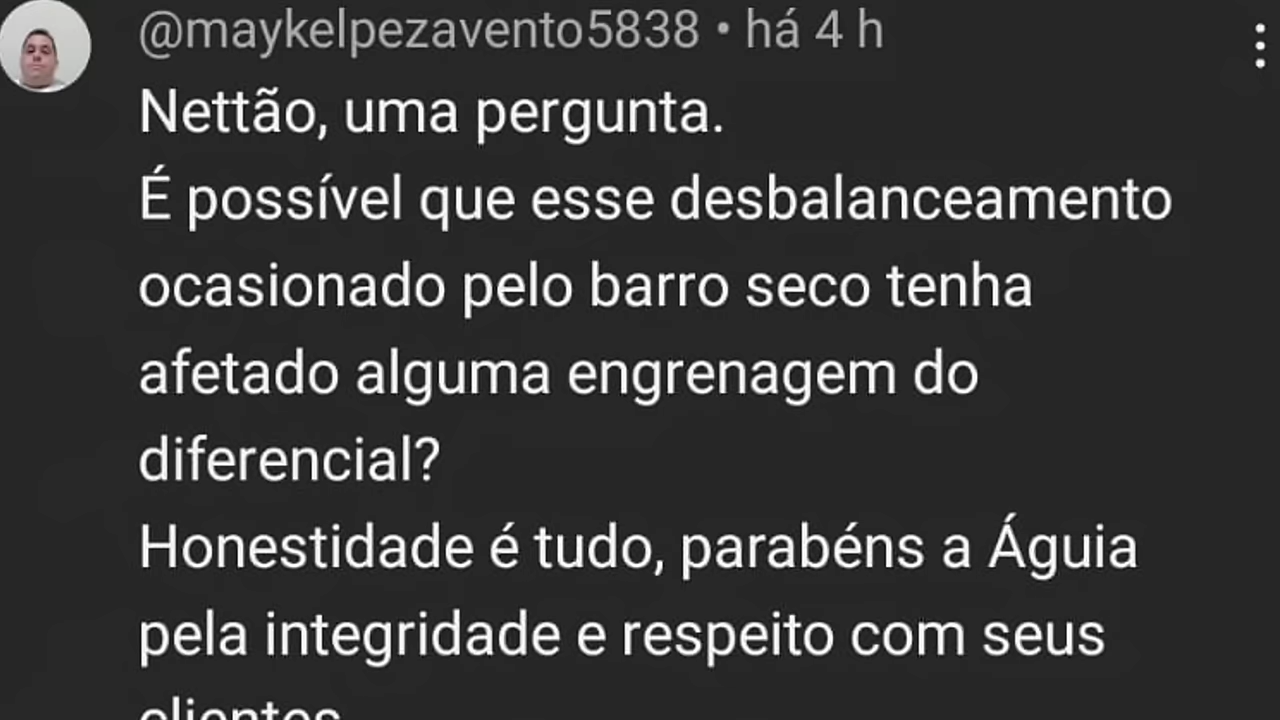 @maykelpezavento5838 • há 4 h
Nettão, uma pergunta.
É possível que esse desbalanceamento
ocasionado pelo barro seco tenha
afetado alguma engrenagem do
diferencial?
Honestidade é tudo, parabéns a Águia
pela integridade e respeito com seus
clientes